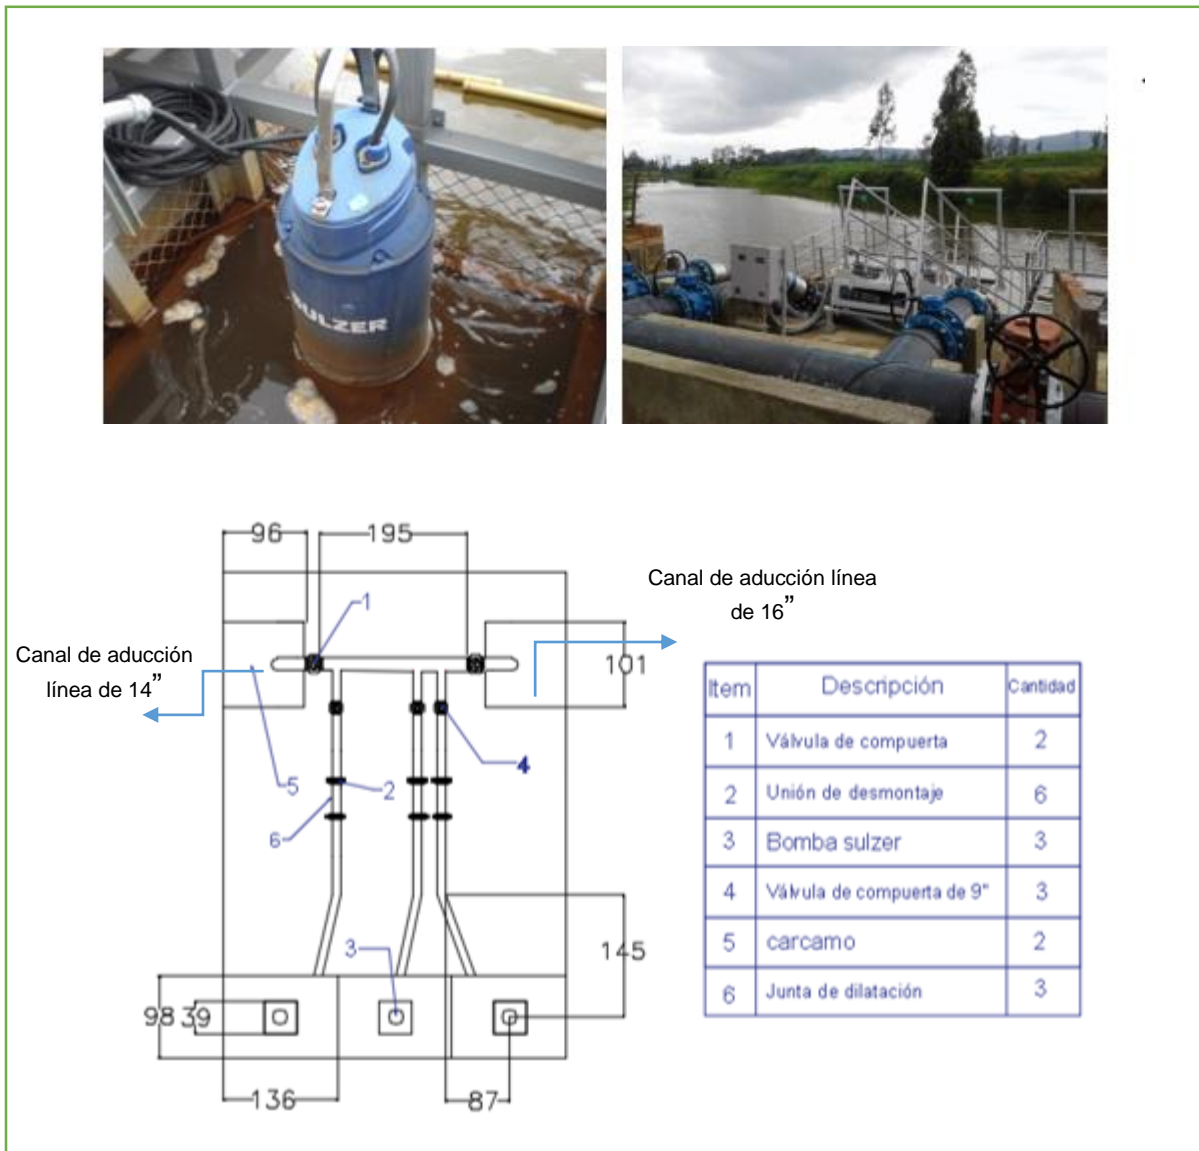 SULZER
96
195
1
Canal de aducción línea
de 16”
Canal de aducción
línea de 14”
101
5
2
4
6
3
145
98
39
136
87
Item Descripción Cantidad
1 Válvula de compuerta 2
2 Unión de desmontaje 6
3 Bomba sulzer 3
4 Válvula de compuerta de 9" 3
5 carcamo 2
6 Junta de dilatación 3